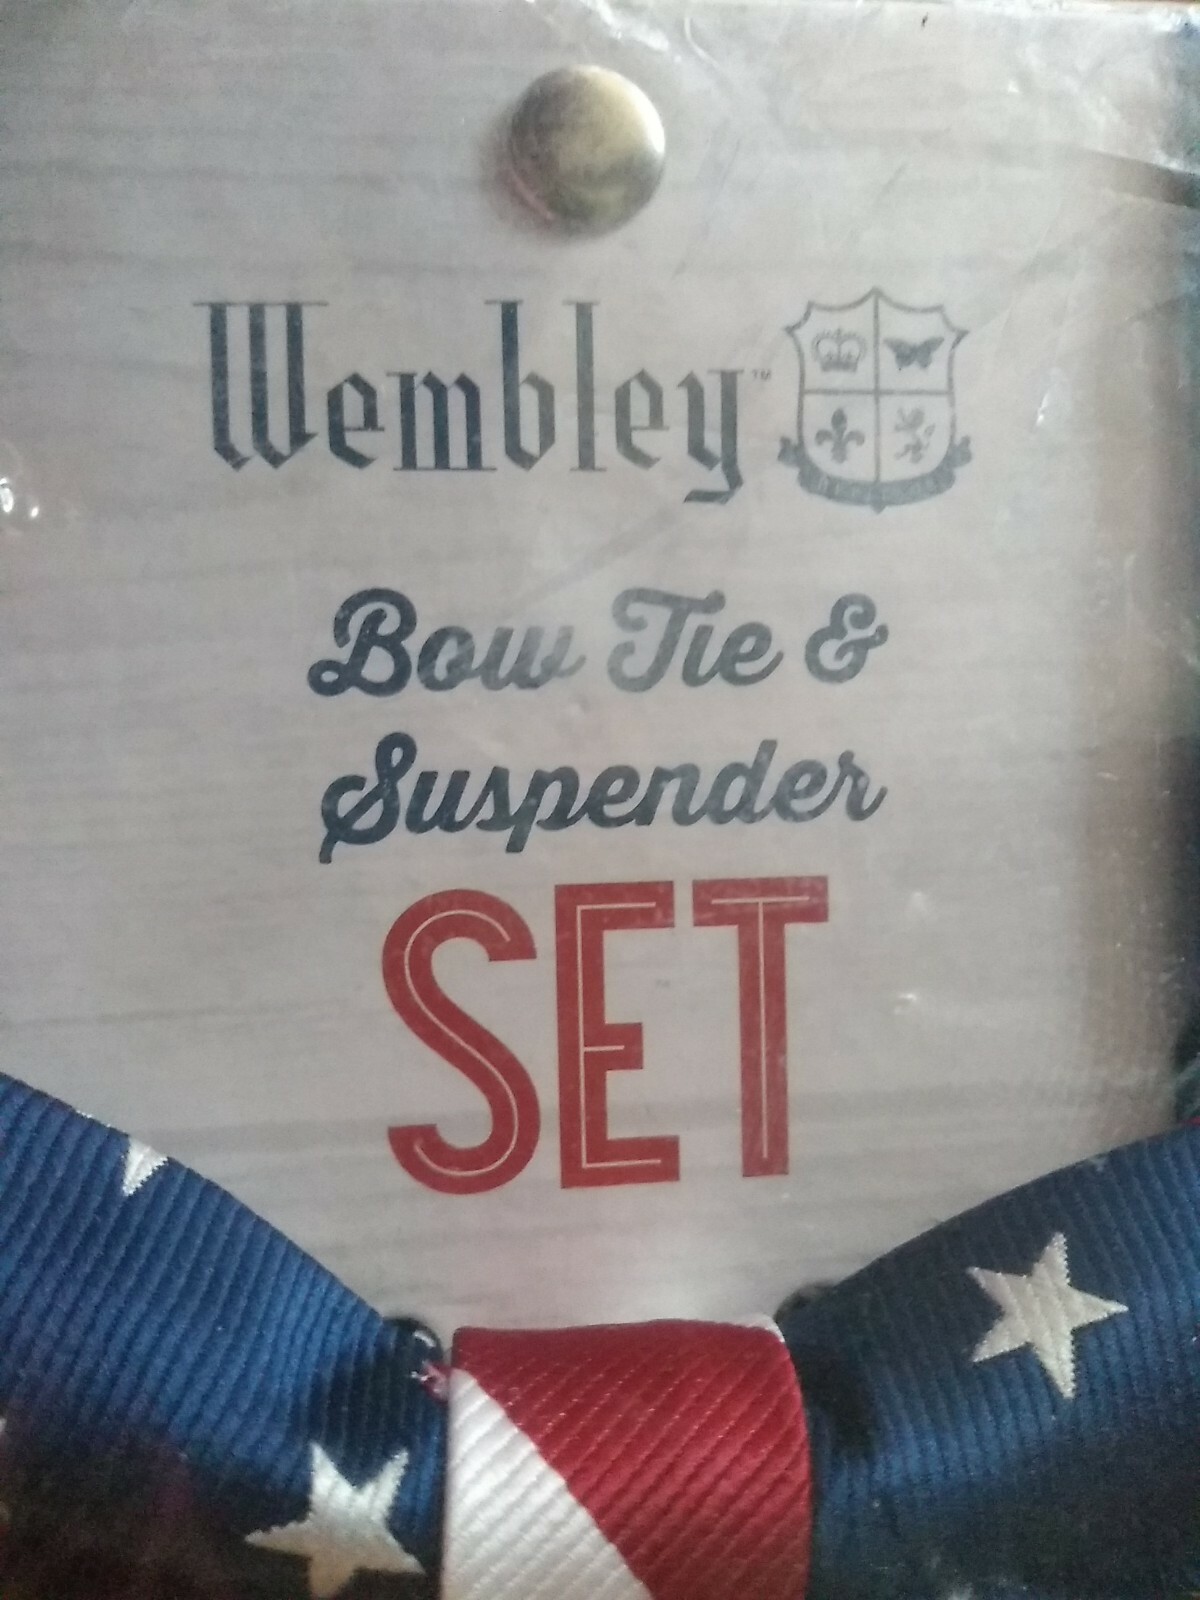 Wembley™
Bow Tie &
Suspender
SET